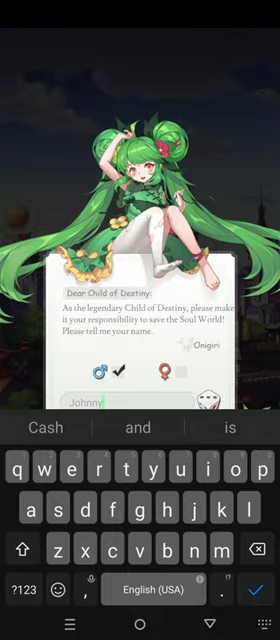 Dear Child of Destiny:
As the legendary Child of Destiny, please make
it your responsibility to save the Soul World!
Please tell me your name.
Onigiri
Johnny
Cash and is
q w e r t y u i o p
a s d f g h j k l
z x c v b n m
?123 English (USA) . !?